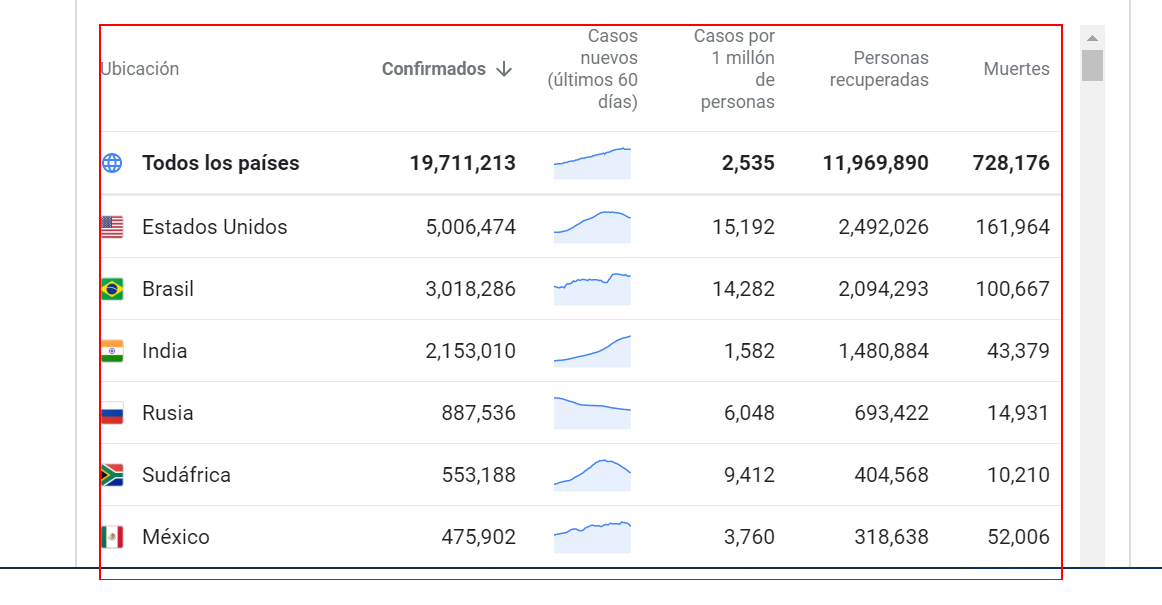 Ubicación Confirmados Casos nuevos (últimos 60 días) Casos por 1 millón de personas Personas recuperadas Muertes
Todos los países 19,711,213 2,535 11,969,890 728,176
Estados Unidos 5,006,474 15,192 2,492,026 161,964
Brasil 3,018,286 14,282 2,094,293 100,667
India 2,153,010 1,582 1,480,884 43,379
Rusia 887,536 6,048 693,422 14,931
Sudáfrica 553,188 9,412 404,568 10,210
México 475,902 3,760 318,638 52,006